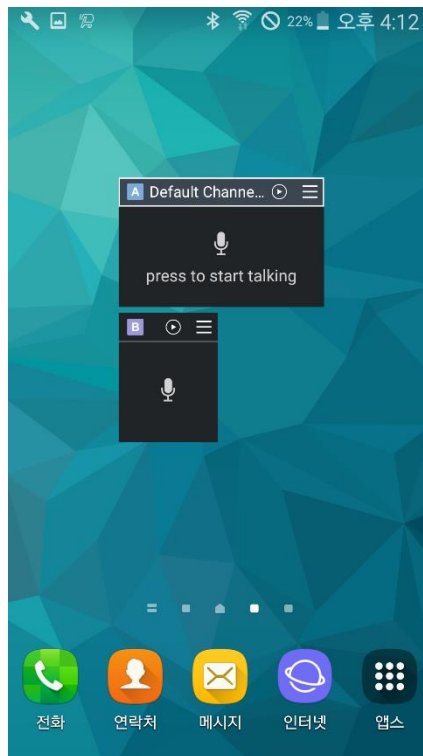 22% 오후 4:12
A Default Channe...
press to start talking
B
전화 연락처 메시지 인터넷 앱스